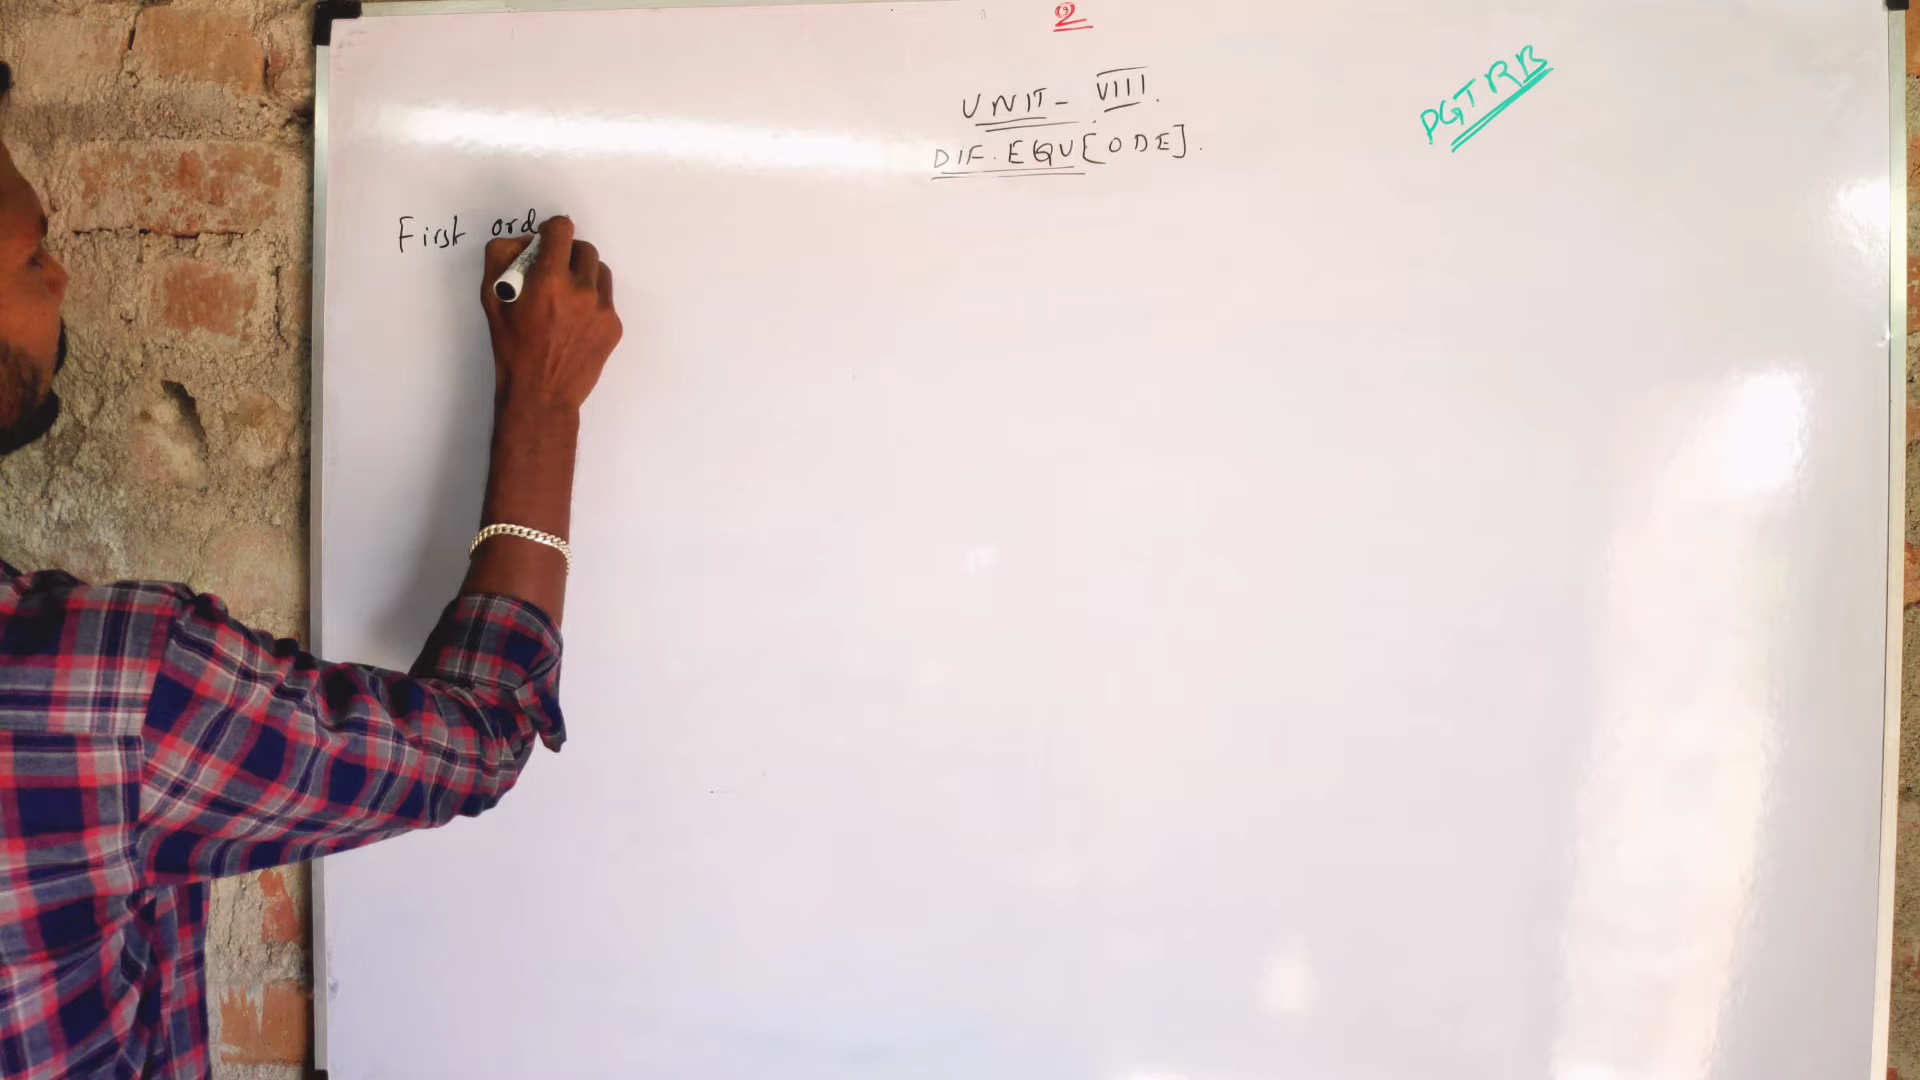 2
UNIT- VIII.
DIF. EQU[ODE].
PGTRB
First ord